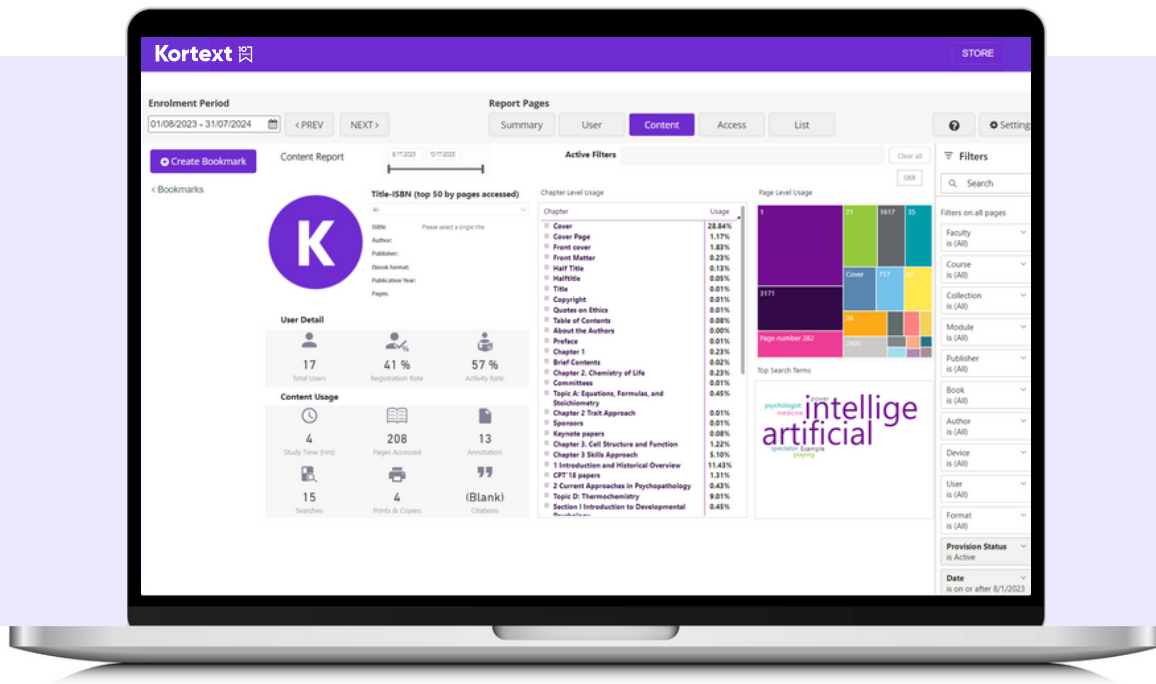 Kortext
STORE
Enrolment Period
01/08/2023 - 31/07/2024
< PREV
NEXT >
Report Pages
Summary
User
Content
Access
List
Setting
Create Bookmark
< Bookmarks
Content Report
8/17/2023
12/17/2023
Active Filters
Clear all
OER
K
Title-ISBN (top 50 by pages accessed)
All
ISBN: Please select a single title
Author:
Publisher:
Ebook format:
Publication Year:
Pages:
User Detail
17
Total Users
41 %
Registration Rate
57 %
Activity Rate
Content Usage
4
Study Time (Hrs)
208
Pages Accessed
13
Annotation
15
Searches
4
Prints & Copies
(Blank)
Citations
Chapter Level Usage
Chapter Usage
Cover 28.84%
Cover Page 1.17%
Front cover 1.83%
Front Matter 0.23%
Half Title 0.13%
Halftitle 0.05%
Title 0.01%
Copyright 0.01%
Quotes on Ethics 0.01%
Table of Contents 0.08%
About the Authors 0.00%
Preface 0.01%
Chapter 1 0.23%
Brief Contents 0.02%
Chapter 2. Chemistry of Life 0.23%
Committees 0.01%
Topic A: Equations, Formulas, and 0.45%
Stoichiometry
Chapter 2 Trait Approach 0.01%
Sponsors 0.01%
Keynote papers 0.08%
Chapter 3. Cell Structure and Function 1.22%
Chapter 3 Skills Approach 5.10%
1 Introduction and Historical Overview 11.43%
CPT'18 papers 1.31%
2 Current Approaches in Psychopathology 0.43%
Topic D: Thermochemistry 9.01%
Section I Introduction to Developmental 0.45%
Psychology
Page Level Usage
1
21
1617
35
3171
Cover
717
Page number 282
28
2405
Top Search Terms
power
psychologist
medicine
intellige
artificial
spectator
Example
playing
Filters
Search
Filters on all pages
Faculty
is (All)
Course
is (All)
Collection
is (All)
Module
is (All)
Publisher
is (All)
Book
is (All)
Author
is (All)
Device
is (All)
User
is (All)
Format
is (All)
Provision Status
is Active
Date
is on or after 8/1/2023